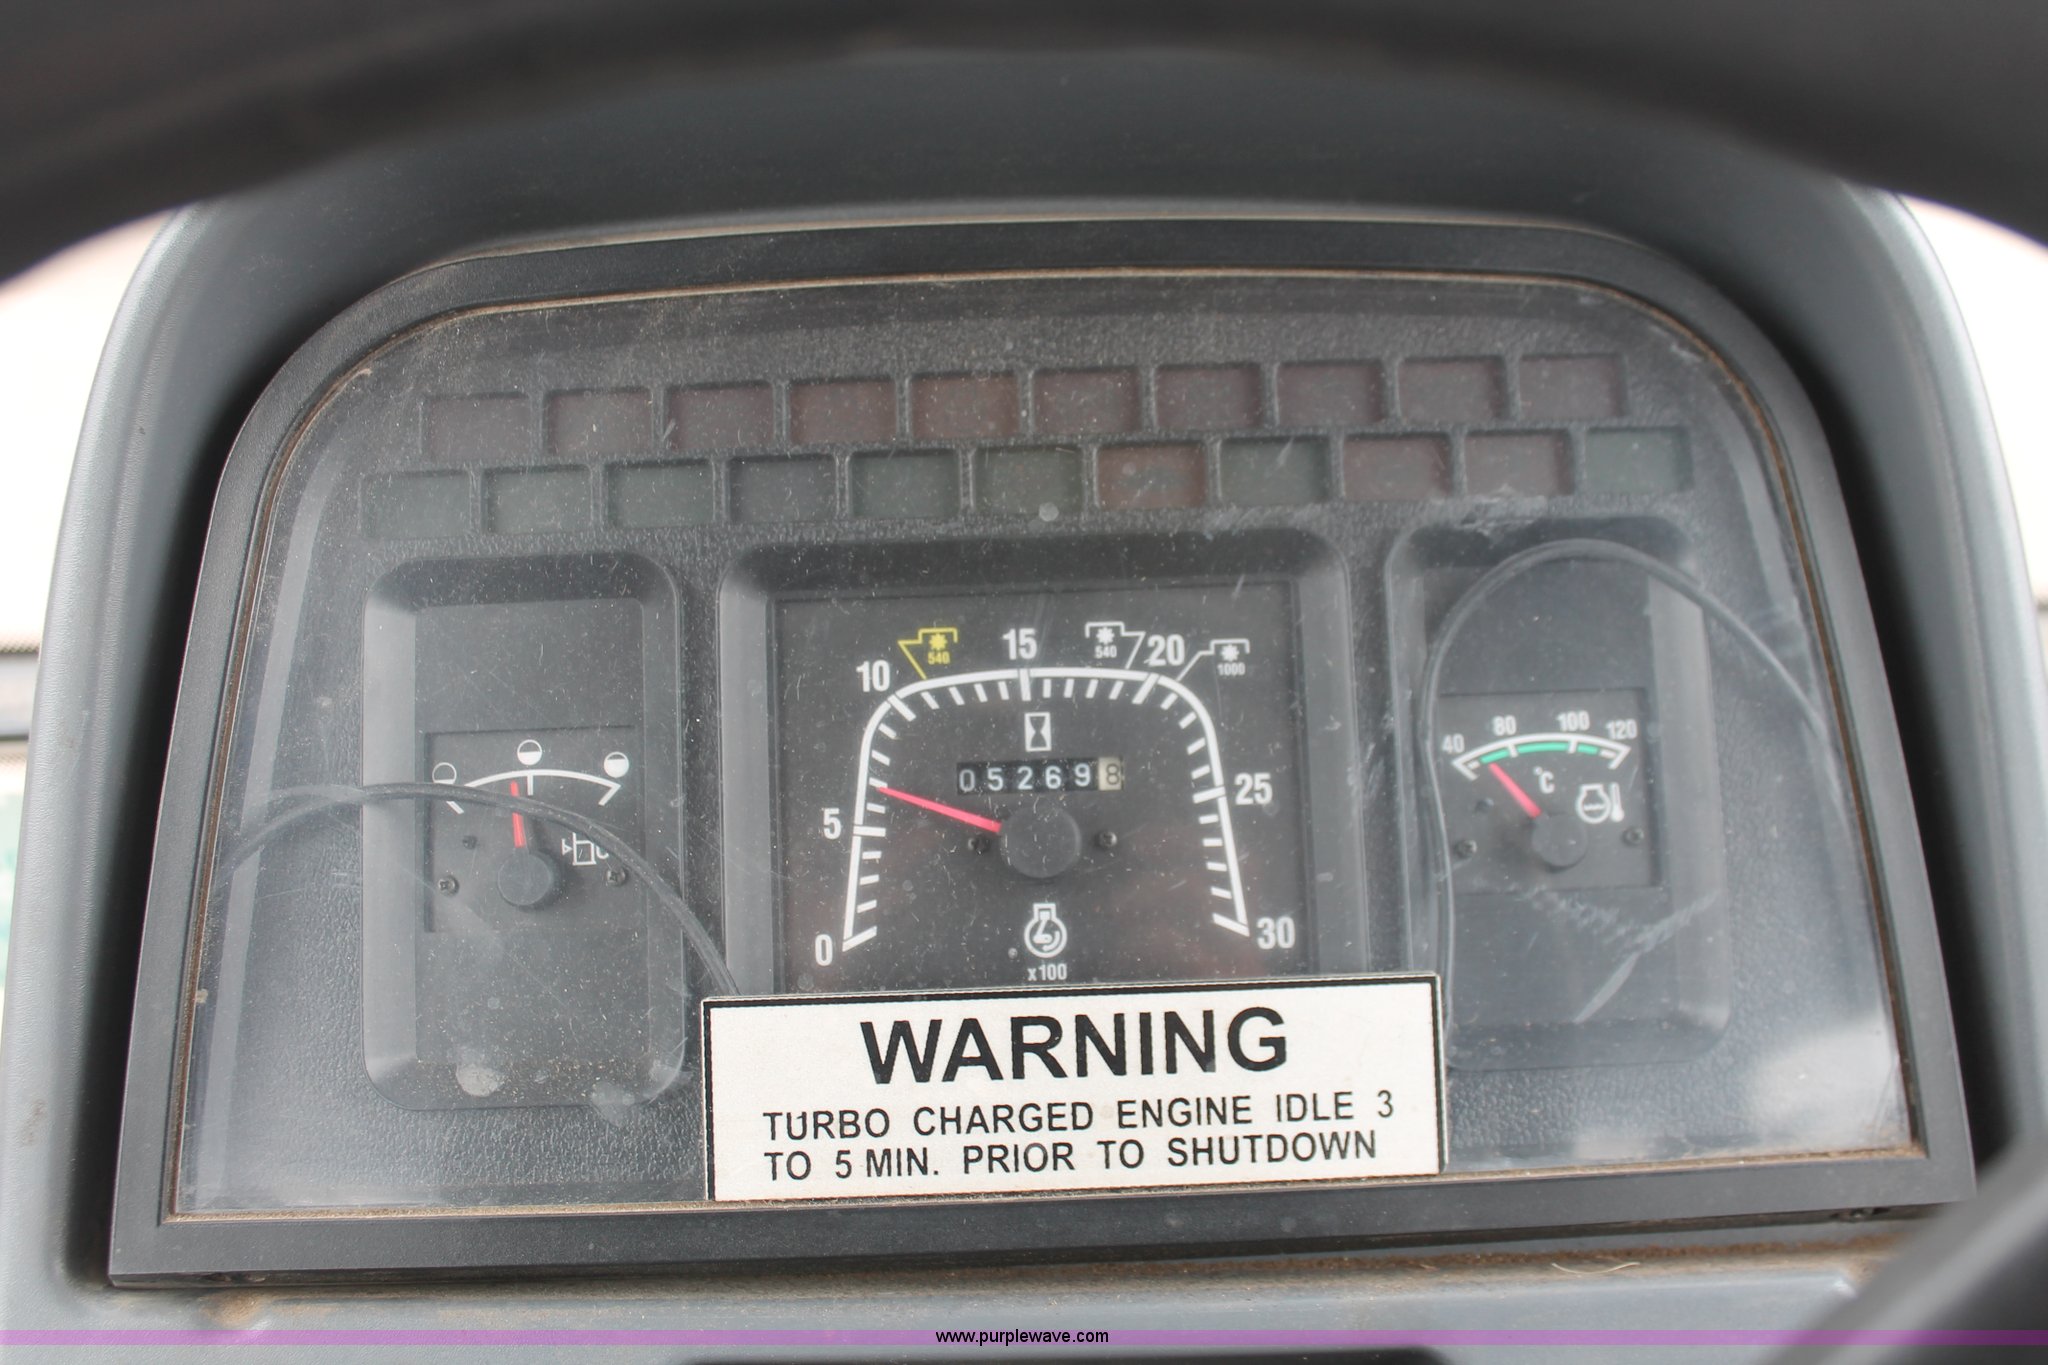 540
15
540
20
1000
10
40
80
100
120
°C
052698
5
25
0
30
x100
WARNING
TURBO CHARGED ENGINE IDLE 3
TO 5 MIN. PRIOR TO SHUTDOWN
www.purplewave.com